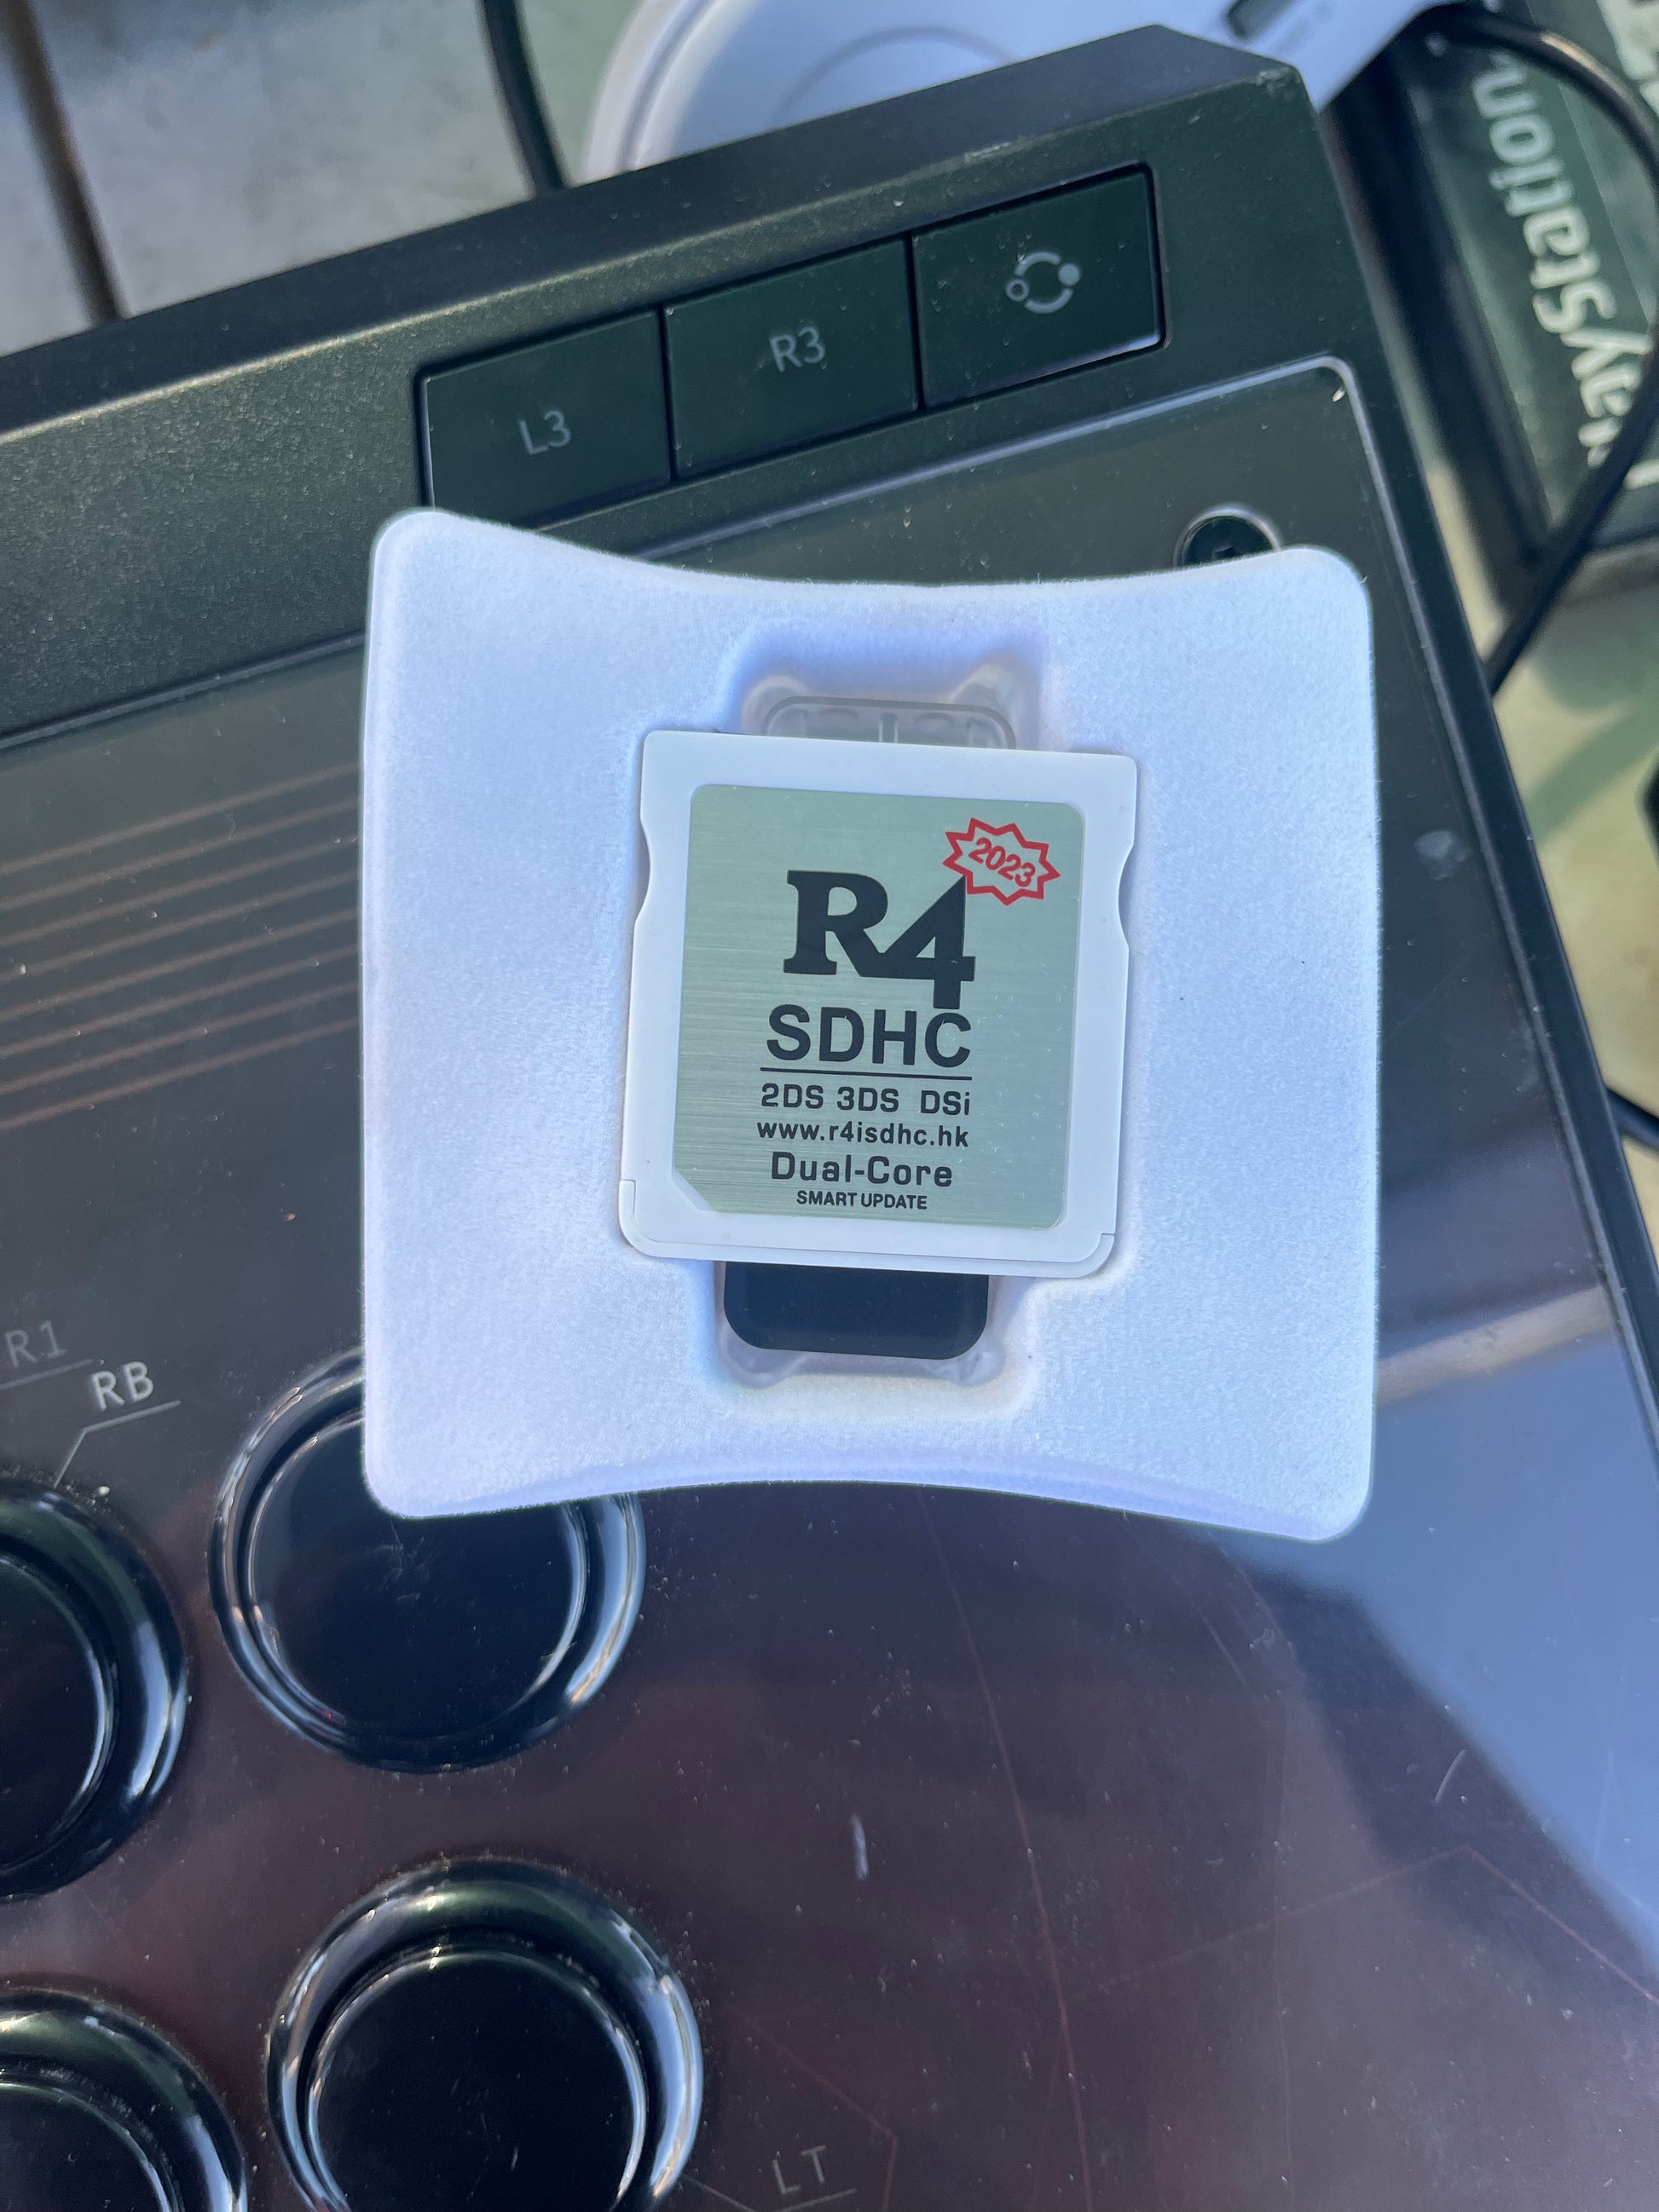 L3
R3
2023
R4
SDHC
2DS 3DS DSi
www.r4isdhc.hk
Dual-Core
SMART UPDATE
R1
RB
LT